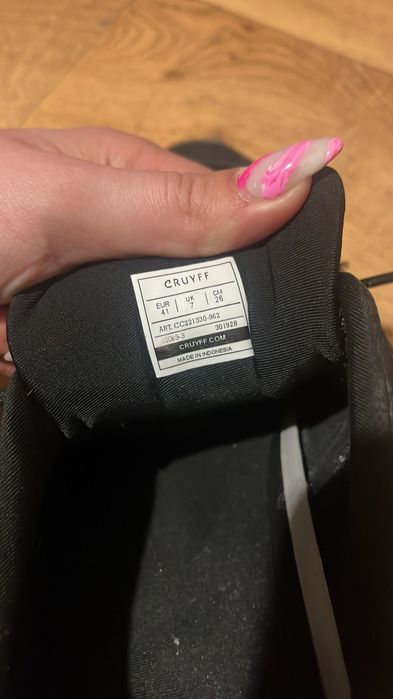 CRUYFF
EUR | UK | CM
41 | 7 | 26
ART. CC221330-962
301928
CRUYFF.COM
MADE IN INDONESIA